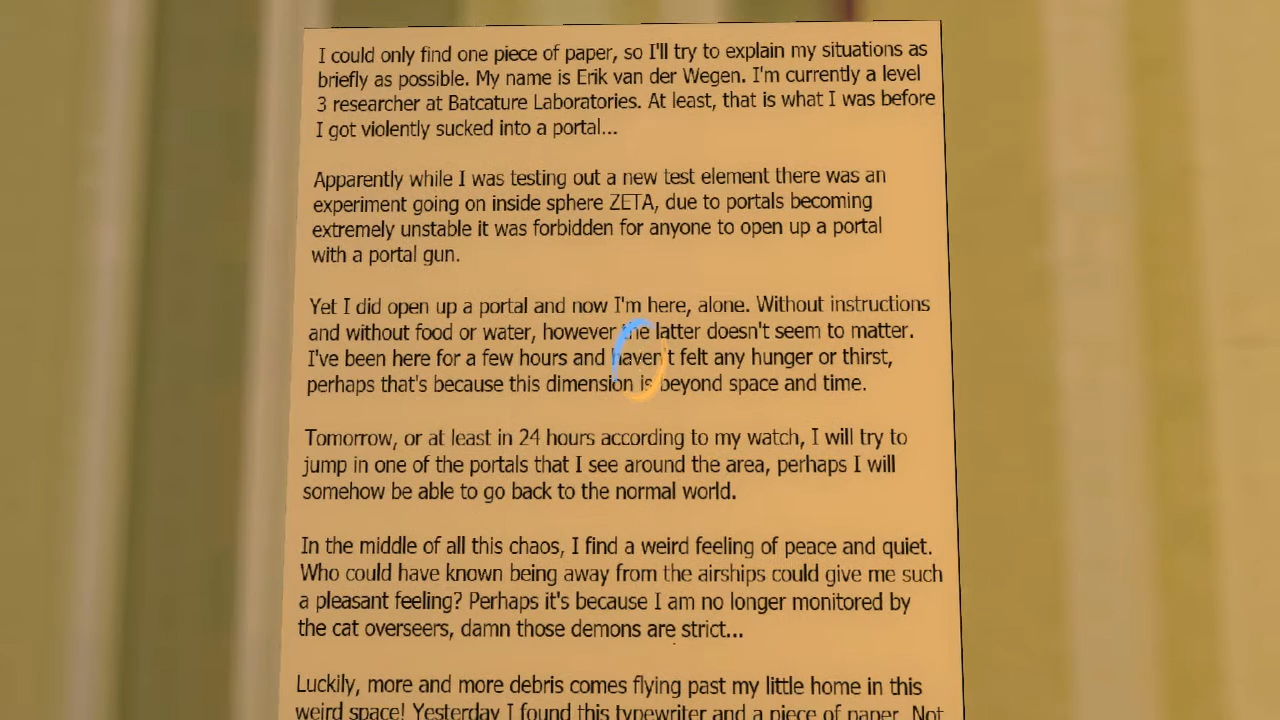 I could only find one piece of paper, so I'll try to explain my situations as
briefly as possible. My name is Erik van der Wegen. I'm currently a level
3 researcher at Batcature Laboratories. At least, that is what I was before
I got violently sucked into a portal...
Apparently while I was testing out a new test element there was an
experiment going on inside sphere ZETA, due to portals becoming
extremely unstable it was forbidden for anyone to open up a portal
with a portal gun.
Yet I did open up a portal and now I'm here, alone. Without instructions
and without food or water, however the latter doesn't seem to matter.
I've been here for a few hours and haven't felt any hunger or thirst,
perhaps that's because this dimension is beyond space and time.
Tomorrow, or at least in 24 hours according to my watch, I will try to
jump in one of the portals that I see around the area, perhaps I will
somehow be able to go back to the normal world.
In the middle of all this chaos, I find a weird feeling of peace and quiet.
Who could have known being away from the airships could give me such
a pleasant feeling? Perhaps it's because I am no longer monitored by
the cat overseers, damn those demons are strict...
Luckily, more and more debris comes flying past my little home in this
weird space! Yesterday I found this typewriter and a piece of paper. Not